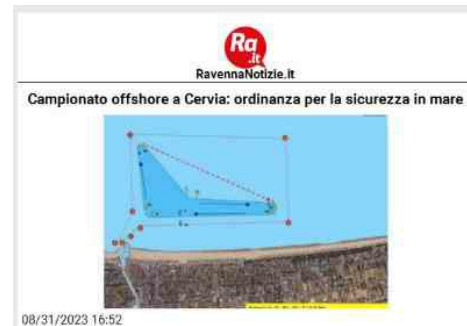 Ra
.it
RavennaNotizie.it
Campionato offshore a Cervia: ordinanza per la sicurezza in mare
08/31/2023 16:52